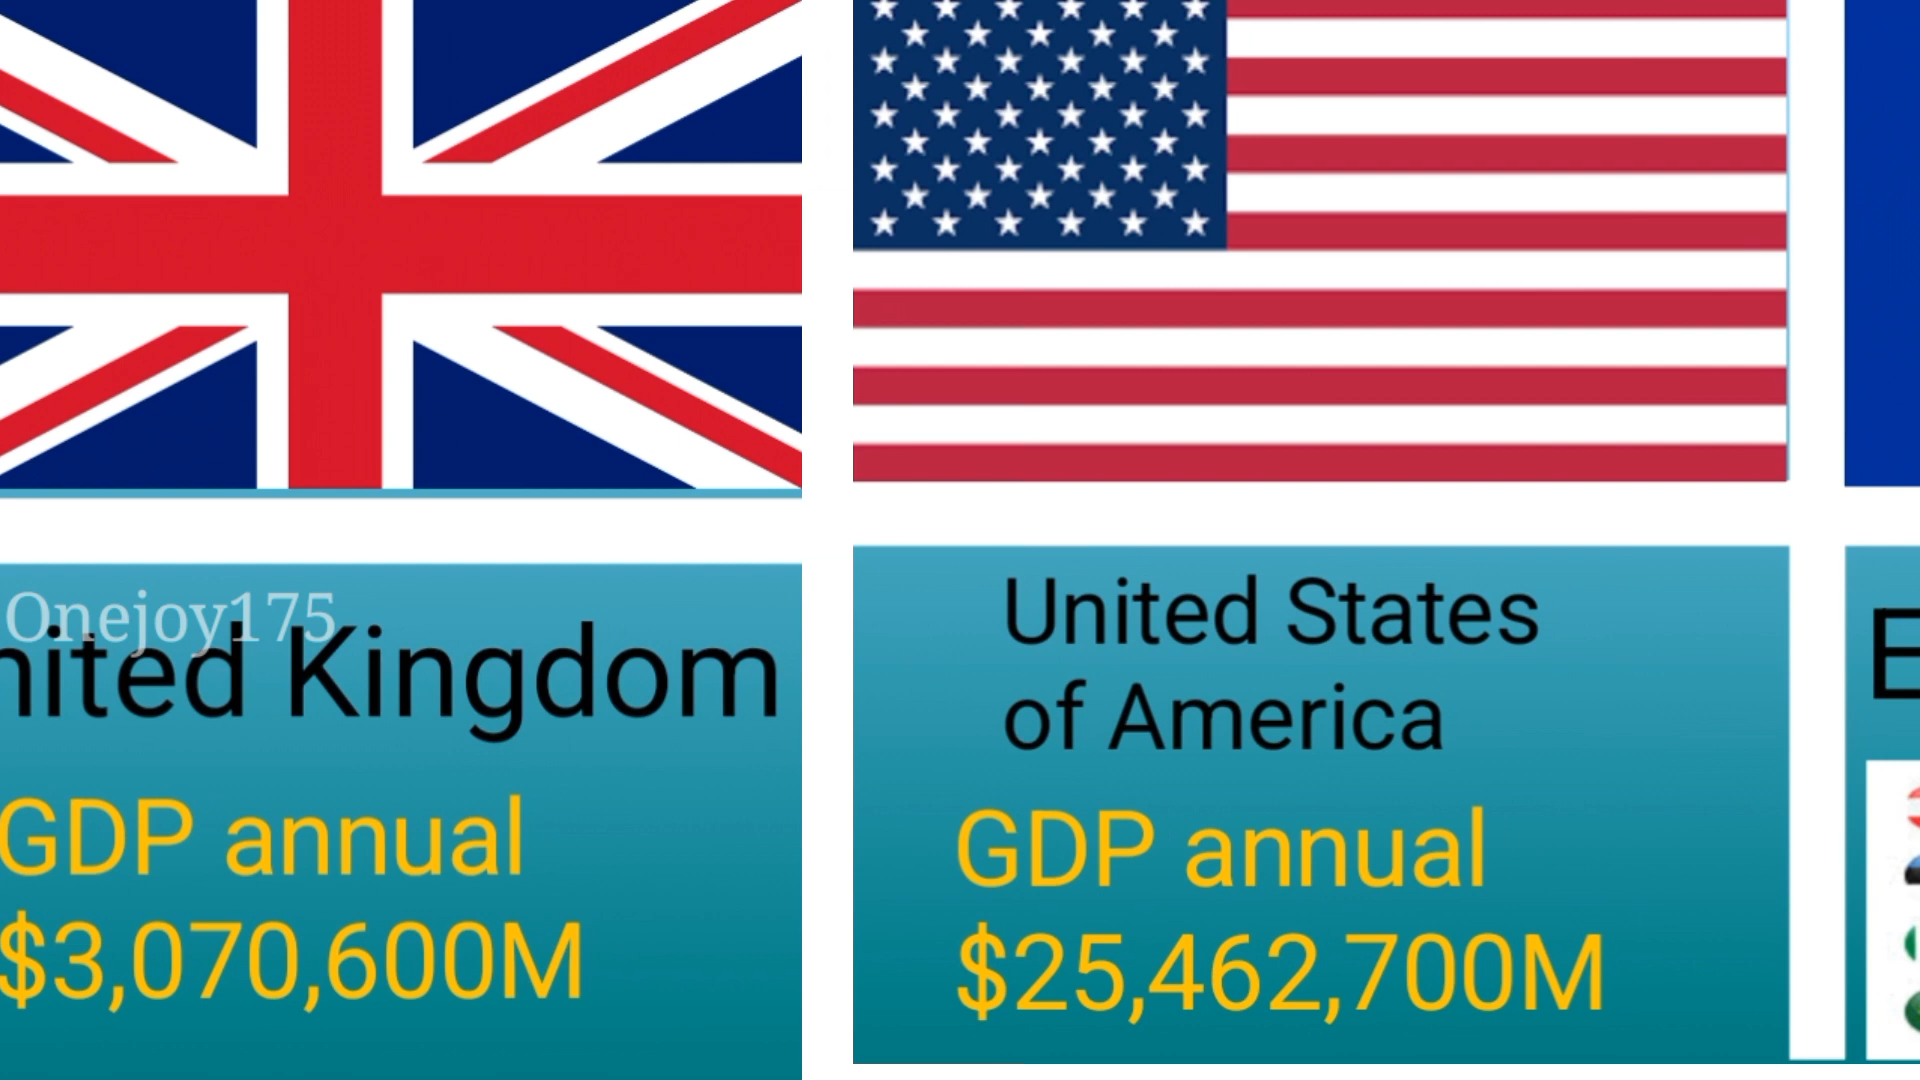 Onejoy175
nited Kingdom
GDP annual
$3,070,600M
United States
of America
GDP annual
$25,462,700M
E